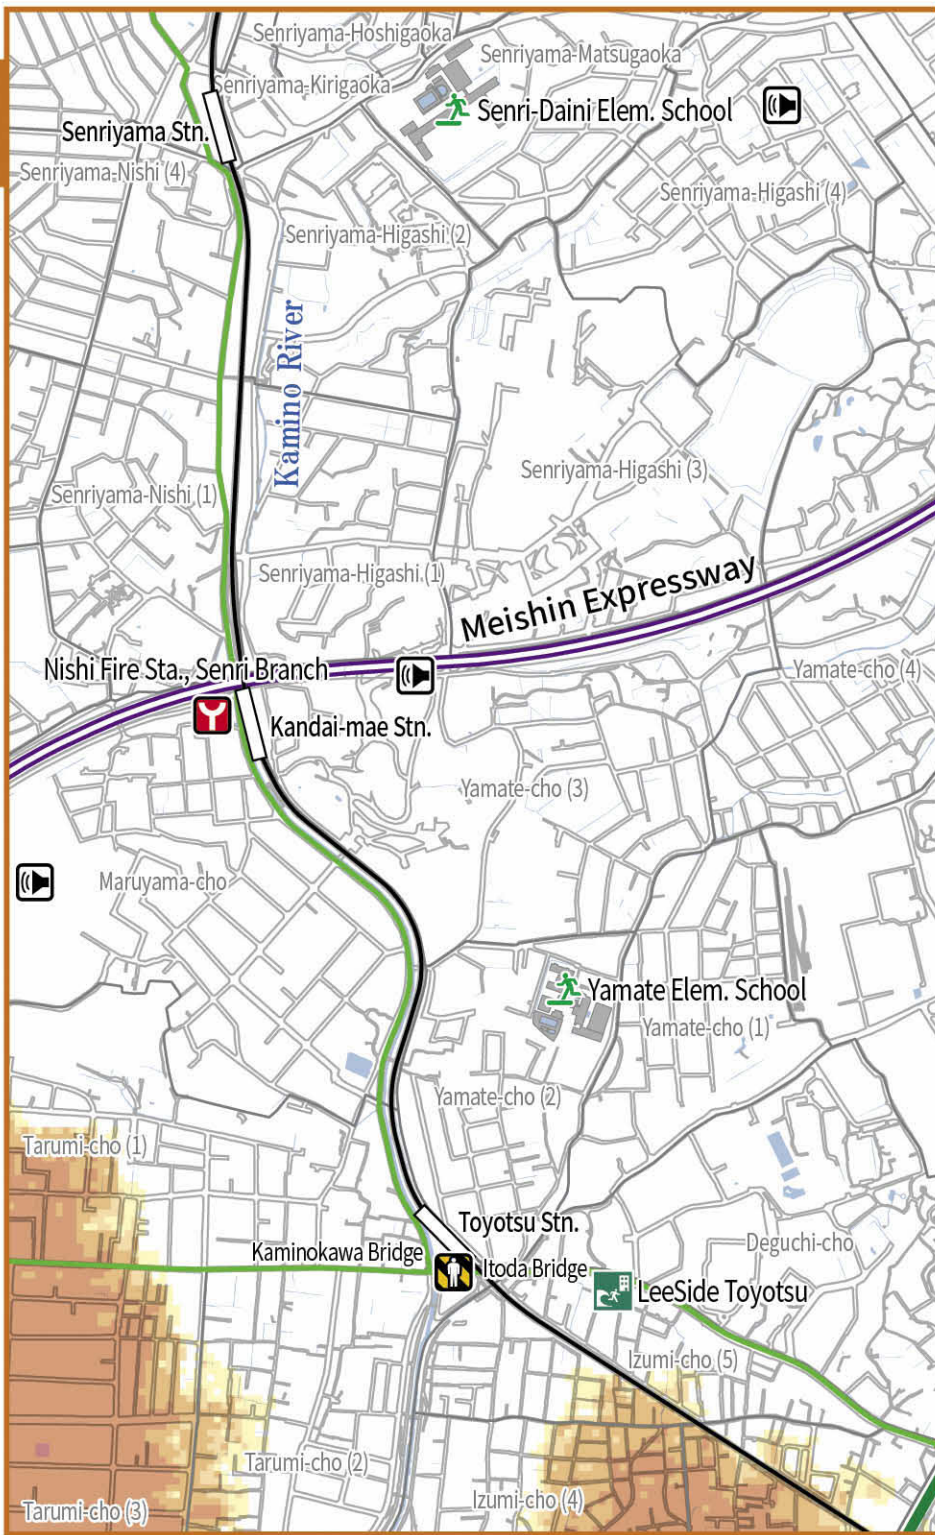 Senriyama-Hoshigaoka
Senriyama-Matsugaoka
Senriyama-Kirigaoka
Senri-Daini Elem. School
Senriyama Stn.
Senriyama-Nishi (4)
Senriyama-Higashi (4)
Senriyama-Higashi (2)
Kamino River
Senriyama-Higashi (3)
Senriyama-Nishi (1)
Senriyama-Higashi (1)
Meishin Expressway
Nishi Fire Sta., Senri Branch
Yamate-cho (4)
Kandai-mae Stn.
Yamate-cho (3)
Maruyama-cho
Yamate Elem. School
Yamate-cho (1)
Yamate-cho (2)
Tarumi-cho (1)
Toyotsu Stn.
Kaminokawa Bridge
Deguchi-cho
Itoda Bridge
LeeSide Toyotsu
Izumi-cho (5)
Tarumi-cho (2)
Izumi-cho (4)
Tarumi-cho (3)